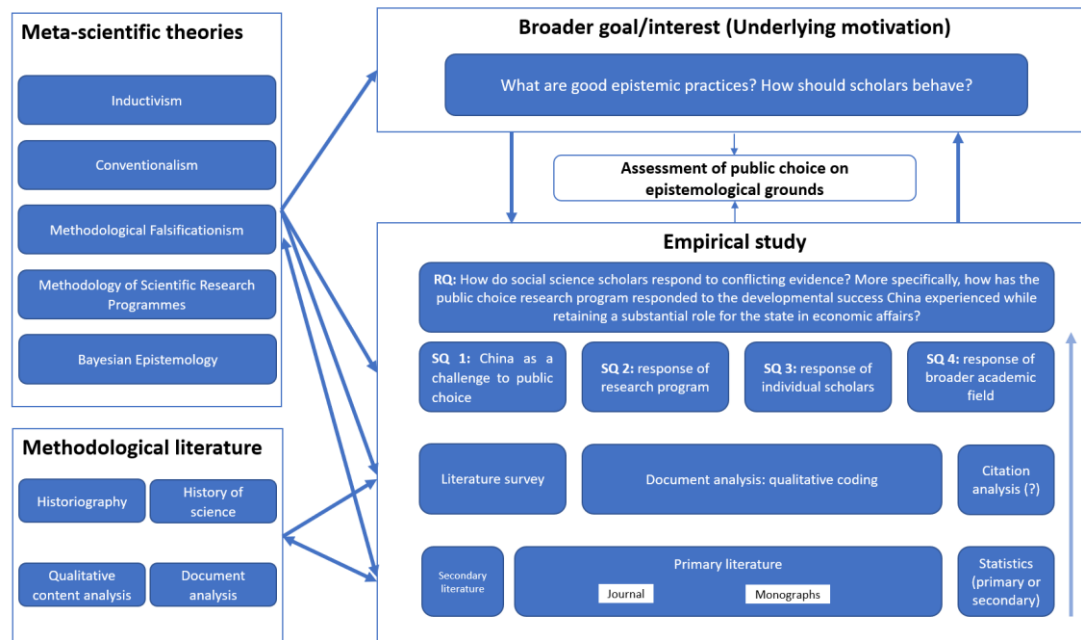 Meta-scientific theories
Inductivism
Conventionalism
Methodological Falsificationism
Methodology of Scientific Research
Programmes
Bayesian Epistemology
Methodological literature
Historiography
History of
science
Qualitative
content analysis
Document
analysis
Broader goal/interest (Underlying motivation)
What are good epistemic practices? How should scholars behave?
Assessment of public choice on
epistemological grounds
Empirical study
RQ: How do social science scholars respond to conflicting evidence? More specifically, how has the
public choice research program responded to the developmental success China experienced while
retaining a substantial role for the state in economic affairs?
SQ 1: China as a
challenge to public
choice
SQ 2: response of
research program
SQ 3: response of
individual scholars
SQ 4: response of
broader academic
field
Literature survey
Document analysis: qualitative coding
Citation
analysis (?)
Secondary
literature
Primary literature
Journal
Monographs
Statistics
(primary or
secondary)